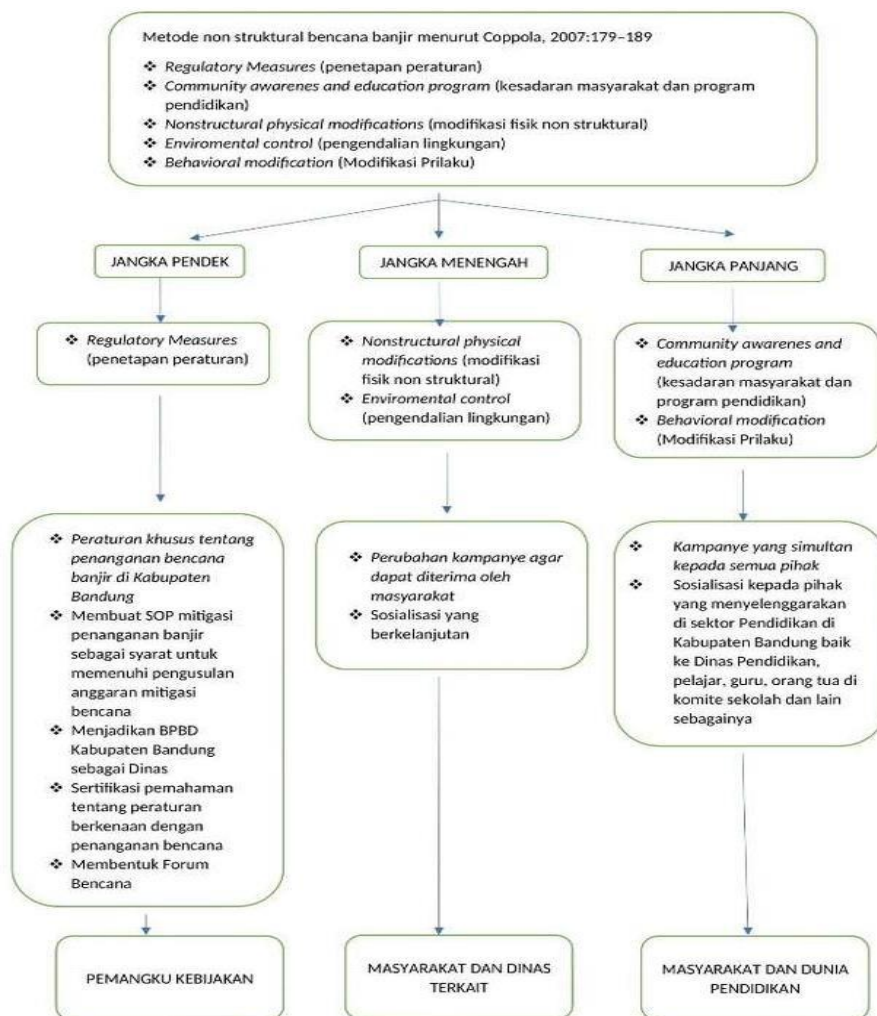 Metode non struktural bencana banjir menurut Coppola, 2007:179–189
❖ Regulatory Measures (penetapan peraturan)
❖ Community awarenes and education program (kesadaran masyarakat dan program
pendidikan)
❖ Nonstructural physical modifications (modifikasi fisik non struktural)
❖ Enviromental control (pengendalian lingkungan)
❖ Behavioral modification (Modifikasi Prilaku)
JANGKA PENDEK
❖ Regulatory Measures
(penetapan peraturan)
❖ Peraturan khusus tentang
penanganan bencana
banjir di Kabupaten
Bandung
❖ Membuat SOP mitigasi
penanganan banjir
sebagai syarat untuk
memenuhi pengusulan
anggaran mitigasi
bencana
❖ Menjadikan BPBD
Kabupaten Bandung
sebagai Dinas
❖ Sertifikasi pemahaman
tentang peraturan
berkenaan dengan
penanganan bencana
❖ Membentuk Forum
Bencana
PEMANGKU KEBIJAKAN
JANGKA MENENGAH
❖ Nonstructural physical
modifications (modifikasi
fisik non struktural)
❖ Enviromental control
(pengendalian lingkungan)
❖ Perubahan kampanye agar
dapat diterima oleh
masyarakat
❖ Sosialisasi yang
berkelanjutan
MASYARAKAT DAN DINAS
TERKAIT
JANGKA PANJANG
❖ Community awarenes and
education program
(kesadaran masyarakat dan
program pendidikan)
❖ Behavioral modification
(Modifikasi Prilaku)
❖ Kampanye yang simultan
kepada semua pihak
❖ Sosialisasi kepada pihak
yang menyelenggarakan
di sektor Pendidikan di
Kabupaten Bandung baik
ke Dinas Pendidikan,
pelajar, guru, orang tua di
komite sekolah dan lain
sebagainya
MASYARAKAT DAN DUNIA
PENDIDIKAN